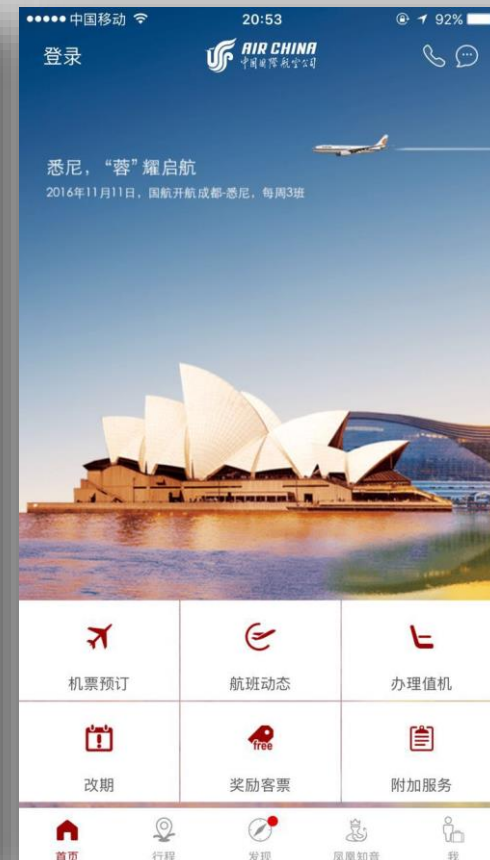 中国移动 20:53 92%
登录 AIR CHINA
中国国际航空公司
悉尼，“蓉”耀启航
2016年11月11日，国航开航成都-悉尼，每周3班
机票预订 航班动态 办理值机
free
改期 奖励客票 附加服务
首页 行程 发现 凤凰知音 我